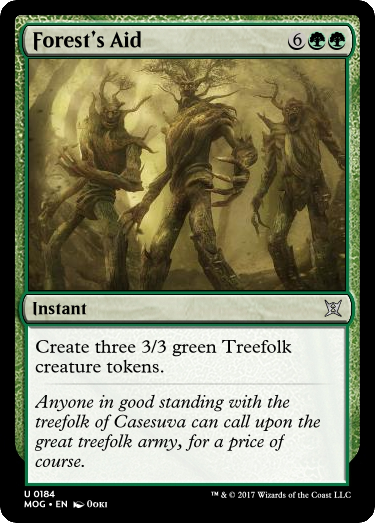 Forest's Aid 6
Instant
Create three 3/3 green Treefolk
creature tokens.
Anyone in good standing with the
treefolk of Casesuva can call upon the
great treefolk army, for a price of
course.
U 0184
MOG • EN Ooki
™ & © 2017 Wizards of the Coast LLC